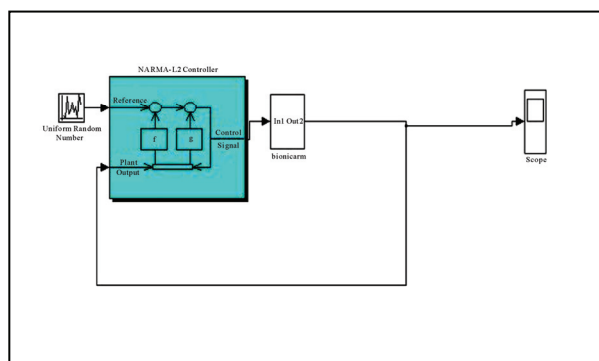 NARMA-L2 Controller
Reference
Uniform Random
Number
f
g
Control
Signal
Plant
Output
In1 Out2
bionicarm
Scope